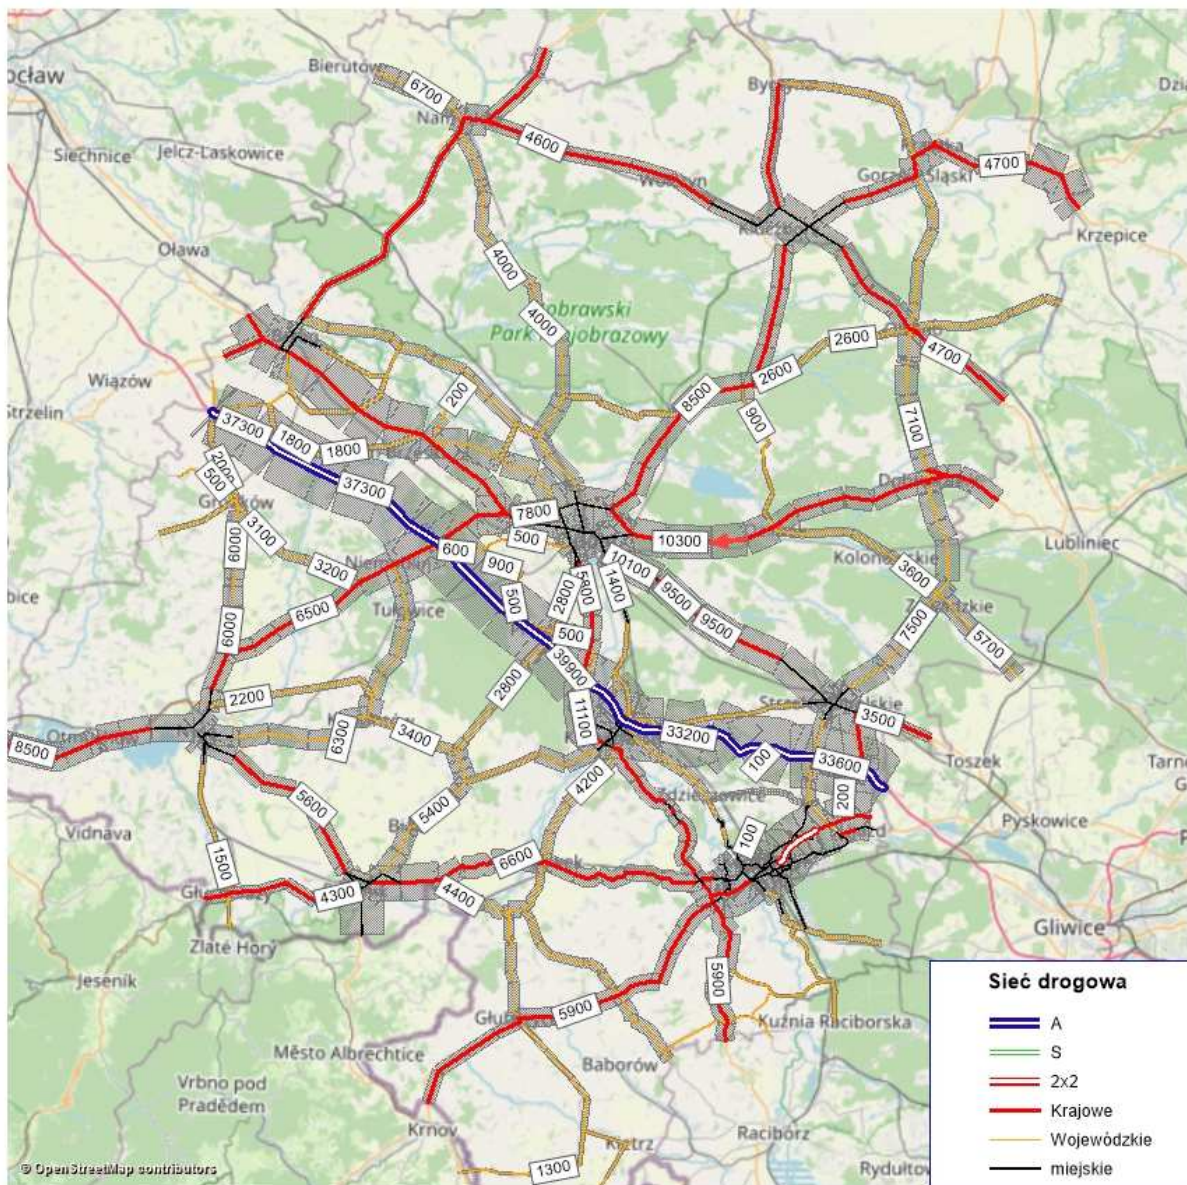 Bierutów
ocław
6700
4600
Siechnice
Jelcz-Laskowice
4700
Krzepice
Oława
4000
4000
Park
obrazowy
2600
2600
4700
8500
Wiązów
Strzelin
200
900
7100
37300
1800
1800
37300
2000
500
6000
3100
3200
7800
500
600
900
500
10300
Lubliniec
Kolonowskie
3600
10100
9500
9500
1400
5800
2800
500
7500
5700
6500
6000
Tułowice
39900
2800
2200
6300
3400
11100
33200
3500
33600
100
200
Toszek
Tarno
8500
4200
5400
5600
Zdzieszowice
Pyskowice
Vidnava
100
1500
4300
6600
4400
Gliwice
Zlaté Hory
Jeseník
5900
5900
Kuźnia Raciborska
Město Albrechtice
Baborów
Vrbno pod
Pradědem
Krnov
Racibórz
1300
Rydułtow
Sieć drogowa
A
S
2x2
Krajowe
Wojewódzkie
miejskie
© OpenStreetMap contributors